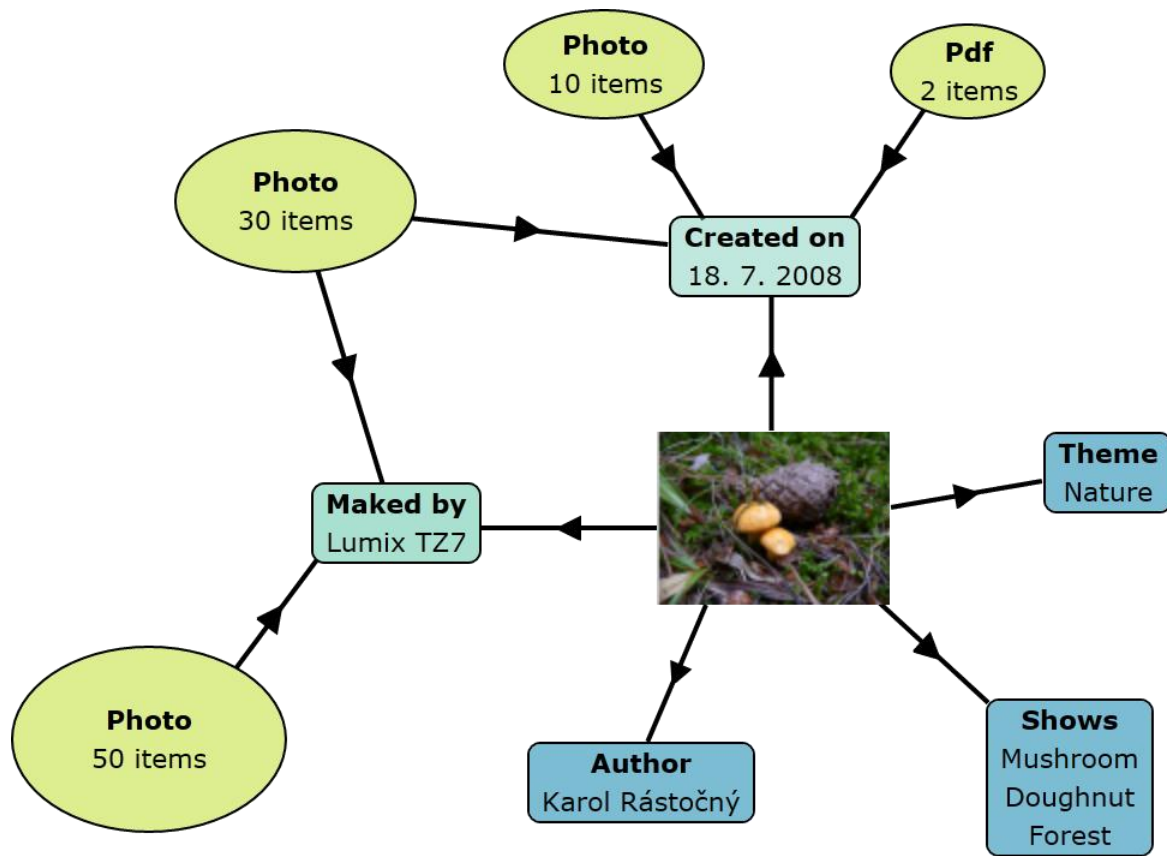 Photo
10 items
Pdf
2 items
Photo
30 items
Created on
18. 7. 2008
Theme
Nature
Maked by
Lumix TZ7
Photo
50 items
Author
Karol Rástočný
Shows
Mushroom
Doughnut
Forest